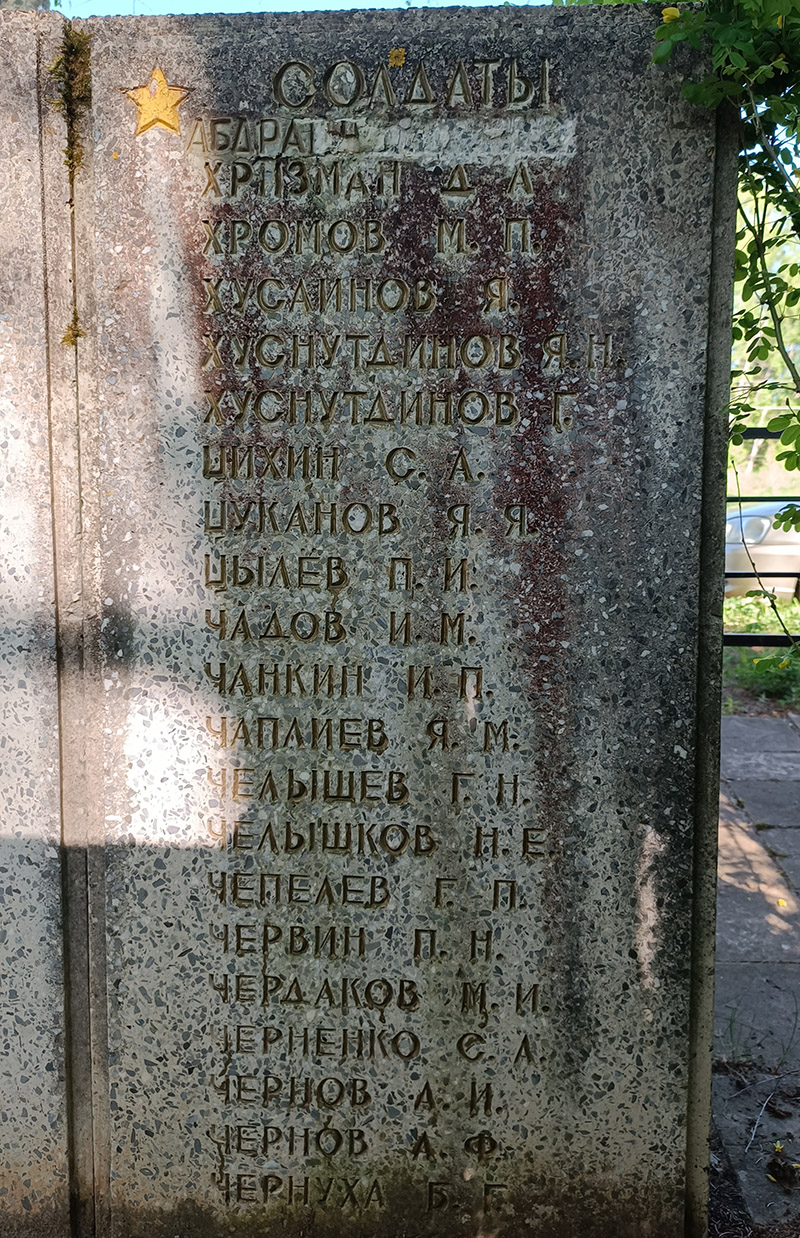 СОЛДАТЫ
ХРИЗМАН Д. А
ХРОМОВ М. П.
ХУСАИНОВ Я.
ХУСНУТДИНОВ Я.Н.
ХУСНУТДИНОВ Г.
ЦИХИН С. А.
ЦУКАНОВ Я. Я.
ЦЫЛЕВ П. И.
ЧАДОВ И. М.
ЧАНКИН И. П.
ЧАПЛИЕВ Я. М.
ЧЕЛЫЩЕВ Г. Н.
ЧЕЛЫШКОВ Н. Е.
ЧЕПЕЛЕВ Г. П.
ЧЕРВИН П. Н.
ЧЕРДАКОВ М. И.
ЧЕРНЕНКО С. А.
ЧЕРНОВ А. И.
ЧЕРНОВ А. Ф.
ЧЕРНУХА Б. Г.